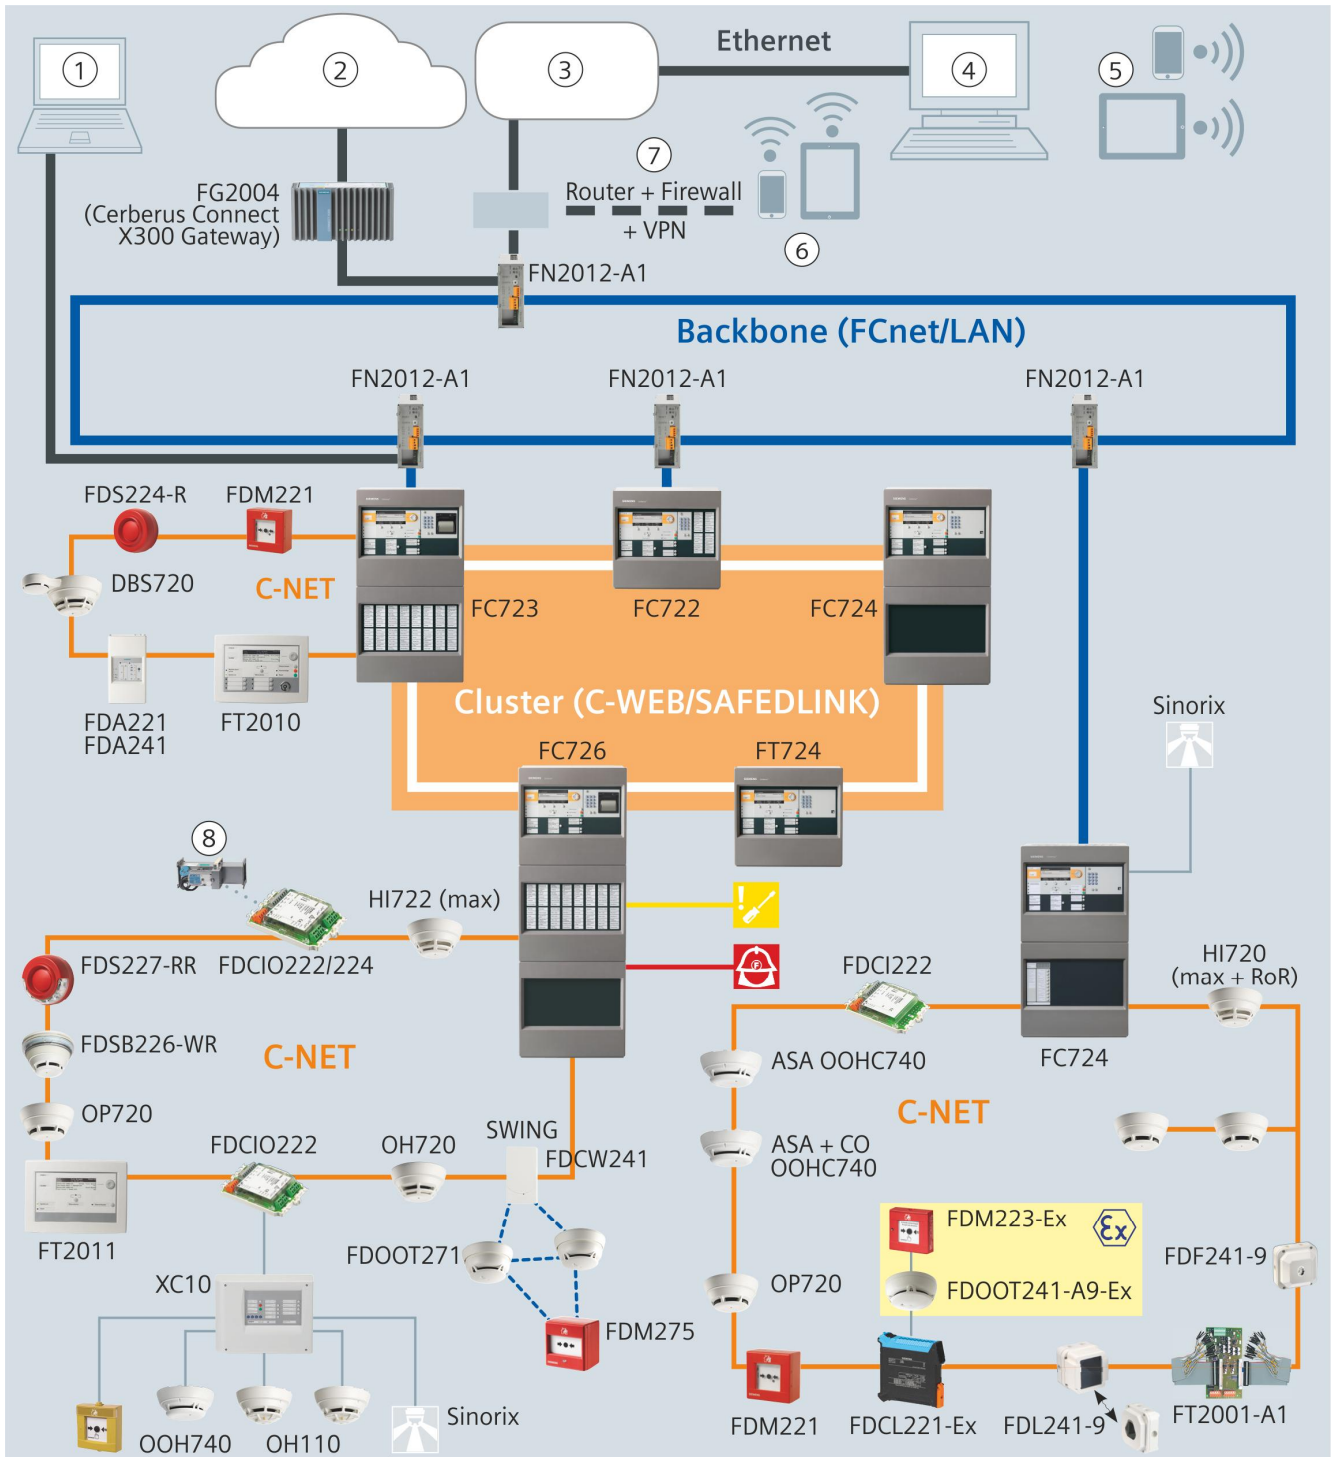 1
2
3
Ethernet
4
5
7
Router + Firewall
+ VPN
6
FG2004
(Cerberus Connect
X300 Gateway)
FN2012-A1
Backbone (FCnet/LAN)
FN2012-A1
FN2012-A1
FN2012-A1
FDS224-R
FDM221
DBS720
C-NET
FDA221
FDA241
FT2010
FC723
FC722
FC724
Cluster (C-WEB/SAFEDLINK)
FC726
FT724
Sinorix
8
HI722 (max)
FDS227-RR
FDCIO222/224
FDSB226-WR
C-NET
OP720
FDCIO222
OH720
SWING
FDCW241
FT2011
FDOOT271
XC10
FDM275
OOH740
OH110
Sinorix
FDCI222
HI720
(max + RoR)
FC724
ASA OOHC740
C-NET
ASA + CO
OOHC740
FDM223-Ex
Ex
FDOOT241-A9-Ex
OP720
FDF241-9
FDM221
FDCL221-Ex
FDL241-9
FT2001-A1